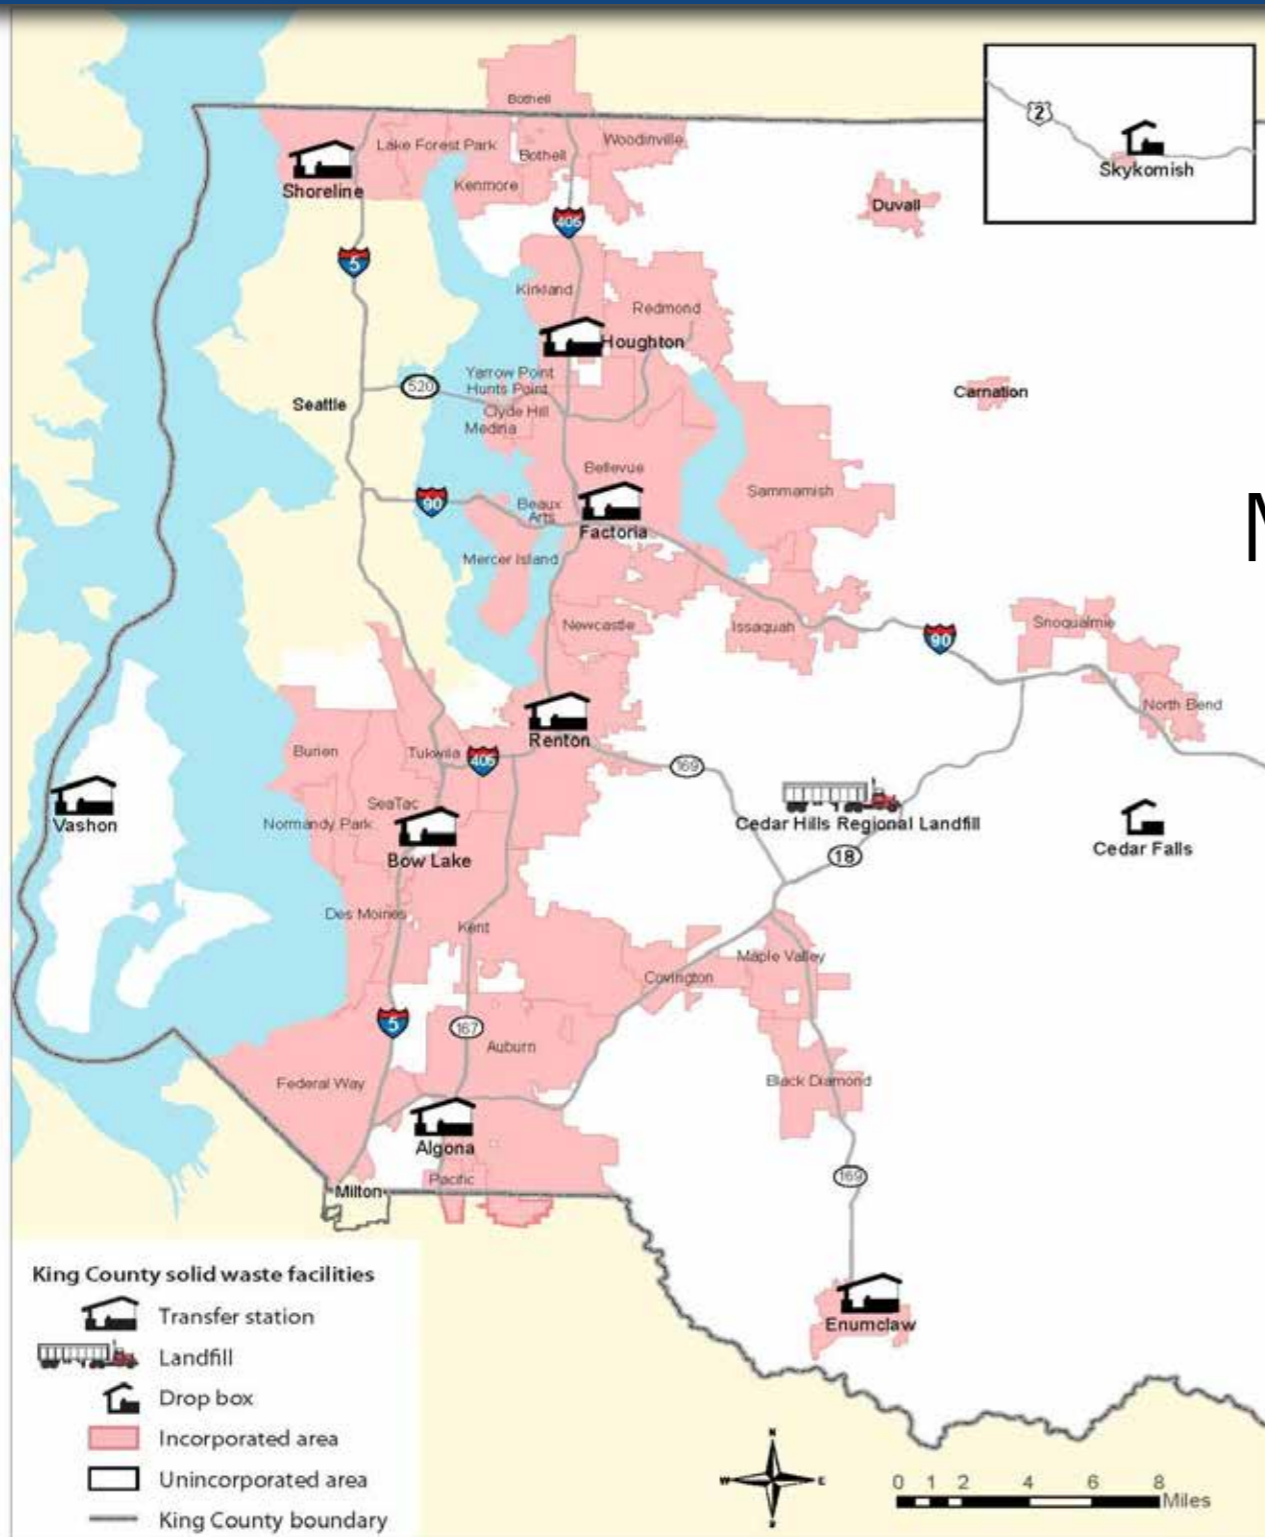 Bothell
2
Skykomish
Lake Forest Park
Bothell
Woodinville
Shoreline
Kenmore
Duvall
405
5
Kirkland
Redmond
Houghton
Yarrow Point
Hunts Point
520
Carnation
Seattle
Clyde Hill
Medina
Bellevue
Sammamish
90
Beaux
Arts
Factoria
Mercer Island
Newcastle
Issaquah
Snoqualmie
90
North Bend
Renton
Burien
Tukwila
405
169
SeaTac
Vashon
Normandy Park
Cedar Hills Regional Landfill
Bow Lake
18
Cedar Falls
Des Moines
Kent
Maple Valley
Covington
5
167
Auburn
Federal Way
Black Diamond
Algona
Pacific
169
Milton
King County solid waste facilities
Transfer station
Enumclaw
Landfill
Drop box
Incorporated area
Unincorporated area
King County boundary
N
W E
S
0 1 2 4 6 8
Miles